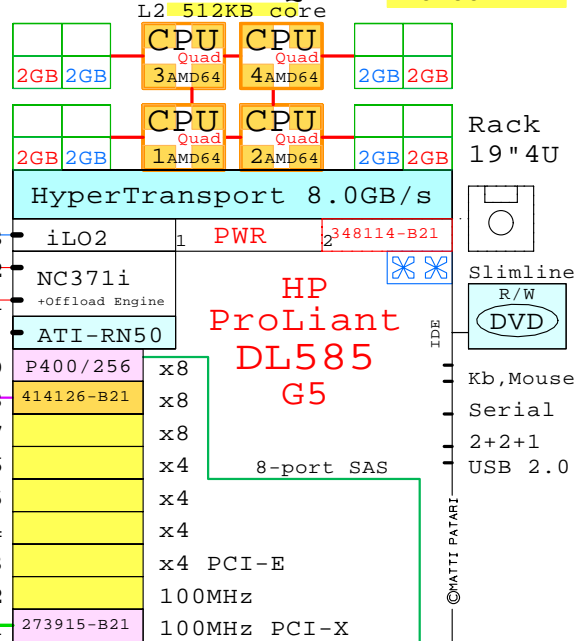 L2 512KB core
CPU Quad 3AMD64
CPU Quad 4AMD64
2GB 2GB
2GB 2GB
CPU Quad 1AMD64
CPU Quad 2AMD64
2GB 2GB
2GB 2GB
Rack
19"4U
HyperTransport 8.0GB/s
iLO2
1 PWR 2
348114-B21
NC371i
+Offload Engine
ATI-RN50
HP
ProLiant
DL585
G5
Slimline
R/W
DVD
IDE
P400/256 x8
414126-B21 x8
x8
x4
8-port SAS
x4
x4
x4 PCI-E
100MHz
273915-B21 100MHz PCI-X
Kb,Mouse
Serial
2+2+1
USB 2.0
©MATTI PATARI